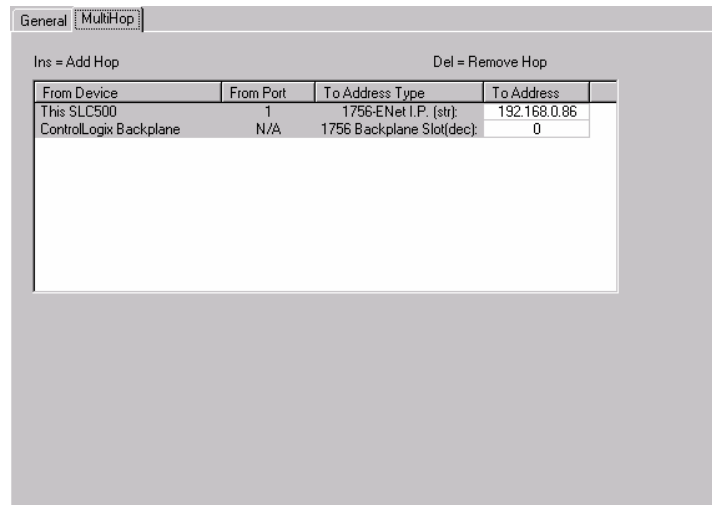 General MultiHop
Ins = Add Hop Del = Remove Hop
From Device From Port To Address Type To Address
This SLC500 1 1756-ENet I.P. (str): 192.168.0.86
ControlLogix Backplane N/A 1756 Backplane Slot(dec): 0